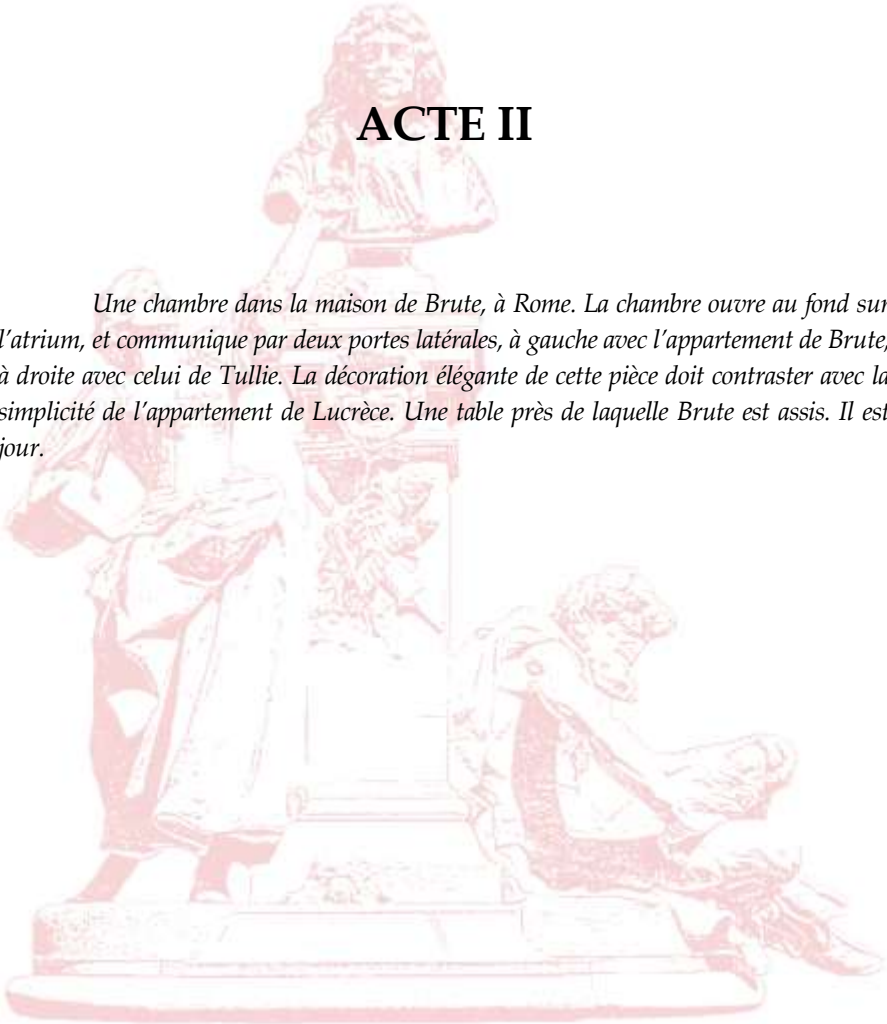 ACTE II
Une chambre dans la maison de Brute, à Rome. La chambre ouvre au fond sur
l’atrium, et communique par deux portes latérales, à gauche avec l’appartement de Brute,
à droite avec celui de Tullie. La décoration élégante de cette pièce doit contraster avec la
simplicité de l’appartement de Lucrèce. Une table près de laquelle Brute est assis. Il est
jour.